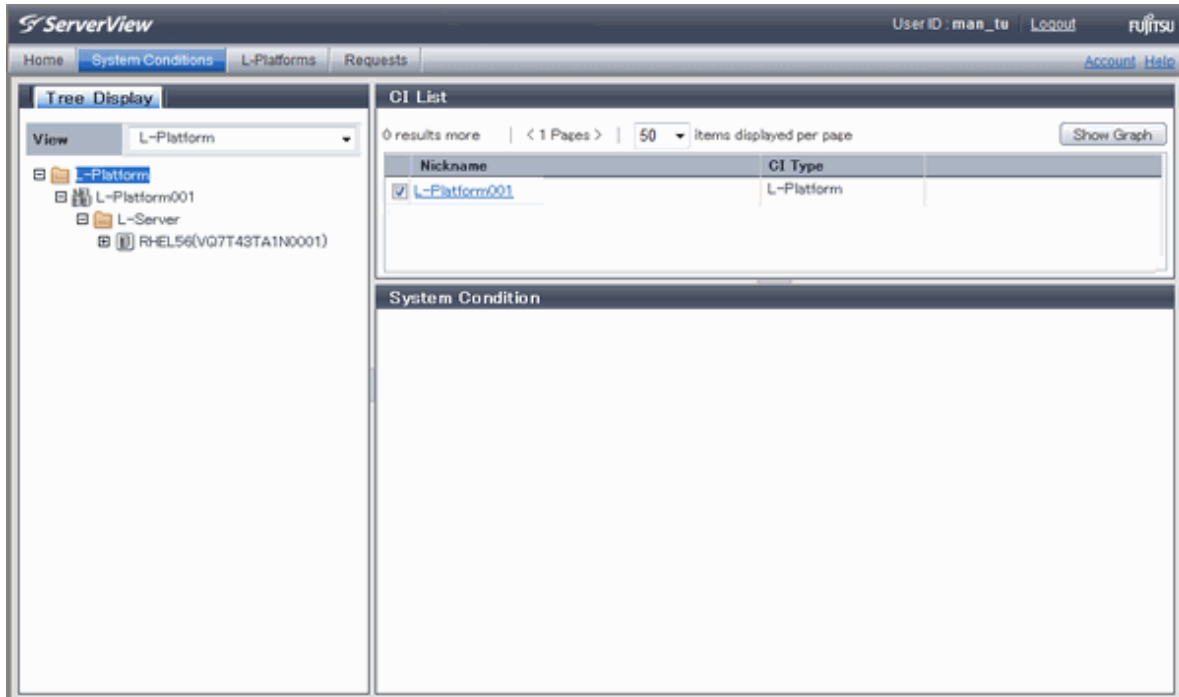 ServerView
User ID : man_tu Logout FUJITSU
Home System Conditions L-Platforms Requests Account Help
Tree Display
View L-Platform
L-Platform
L-Platform001
L-Server
RHEL56(VQ7T43TA1N0001)
CI List
0 results more | < 1 Pages > | 50 items displayed per page Show Graph
Nickname CI Type
L-Platform001 L-Platform
System Condition